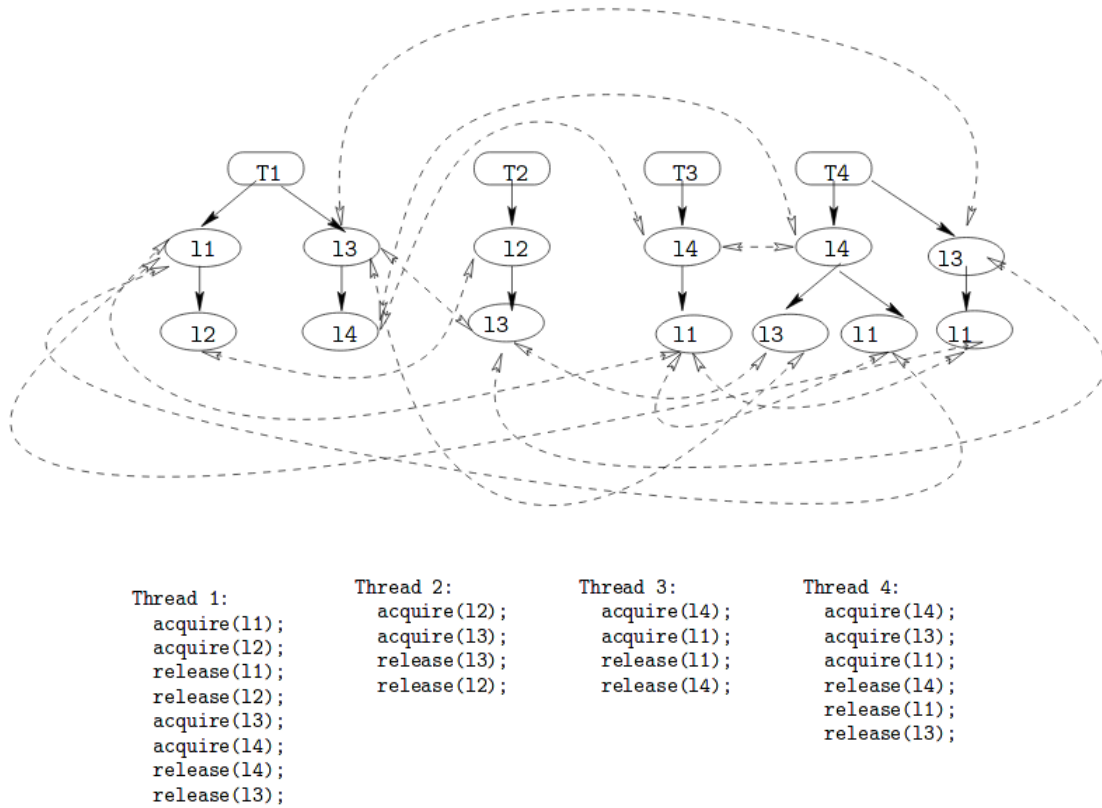 T1 T2 T3 T4
l1 l3 l2 l4 l4 l3
l2 l4 l3 l1 l3 l1 l1
Thread 1:
acquire(l1);
acquire(l2);
release(l1);
release(l2);
acquire(l3);
acquire(l4);
release(l4);
release(l3);
Thread 2:
acquire(l2);
acquire(l3);
release(l3);
release(l2);
Thread 3:
acquire(l4);
acquire(l1);
release(l1);
release(l4);
Thread 4:
acquire(l4);
acquire(l3);
acquire(l1);
release(l4);
release(l1);
release(l3);